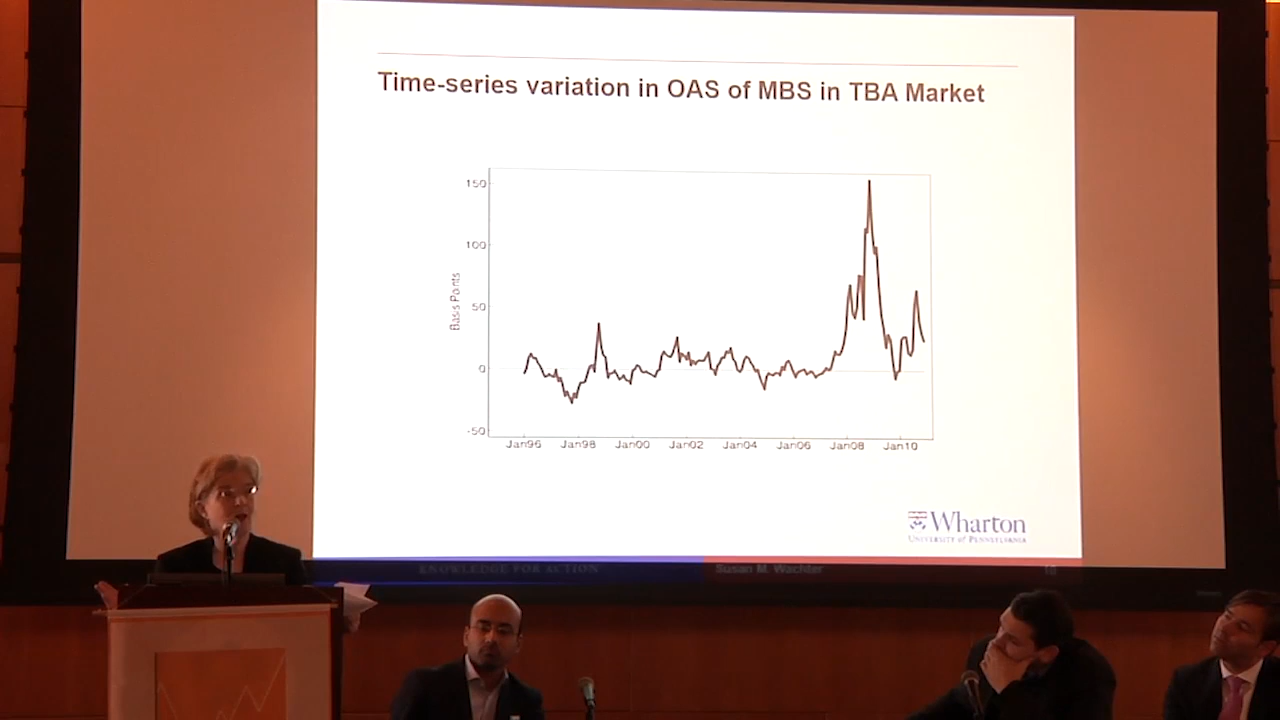 Time-series variation in OAS of MBS in TBA Market
150
100
50
0
-50
Basis Points
Jan96 Jan98 Jan00 Jan02 Jan04 Jan06 Jan08 Jan10
Wharton
UNIVERSITY of PENNSYLVANIA
KNOWLEDGE FOR ACTION
Susan M. Wachter